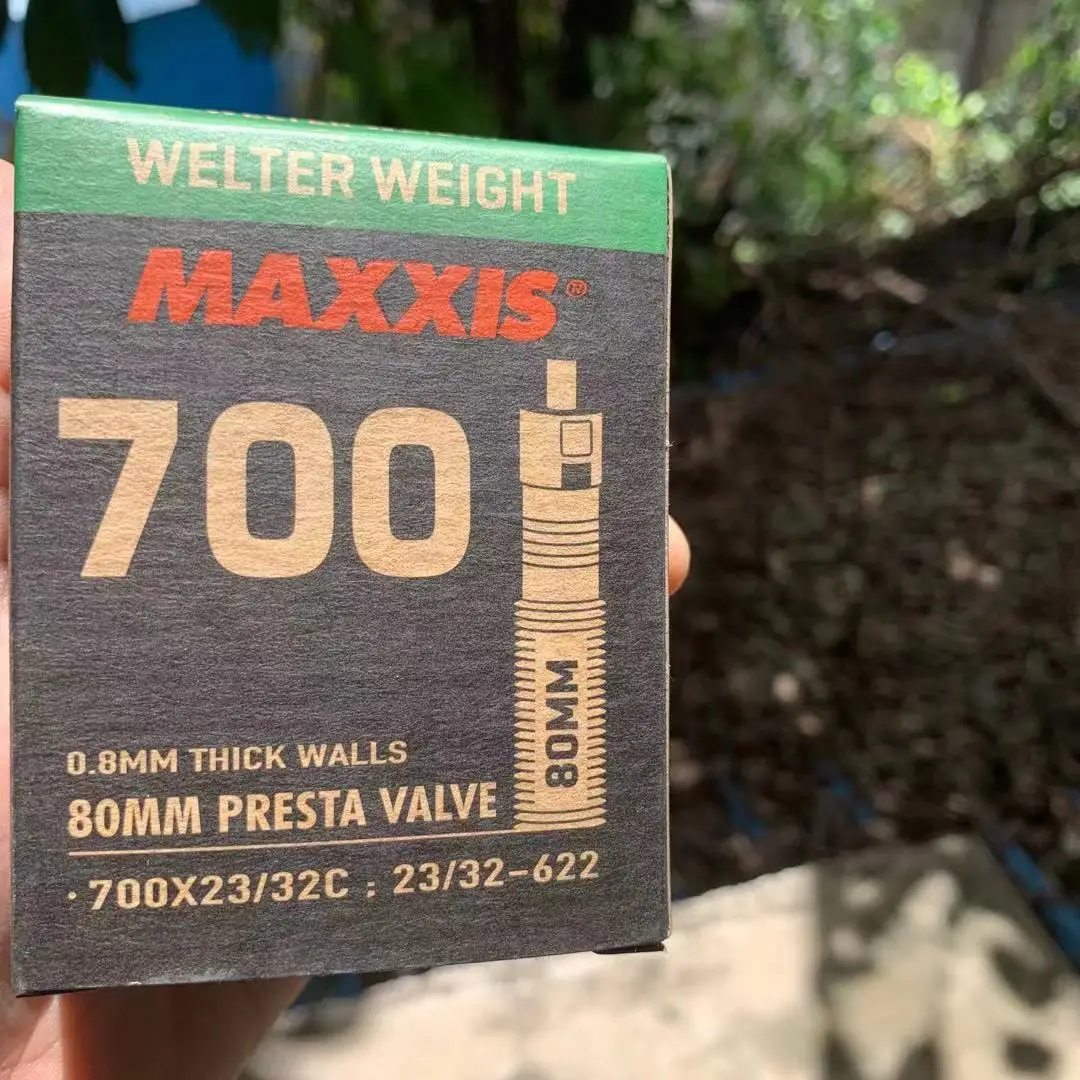 WELTER WEIGHT
MAXXIS®
700
80MM
0.8MM THICK WALLS
80MM PRESTA VALVE
· 700X23/32C ; 23/32-622